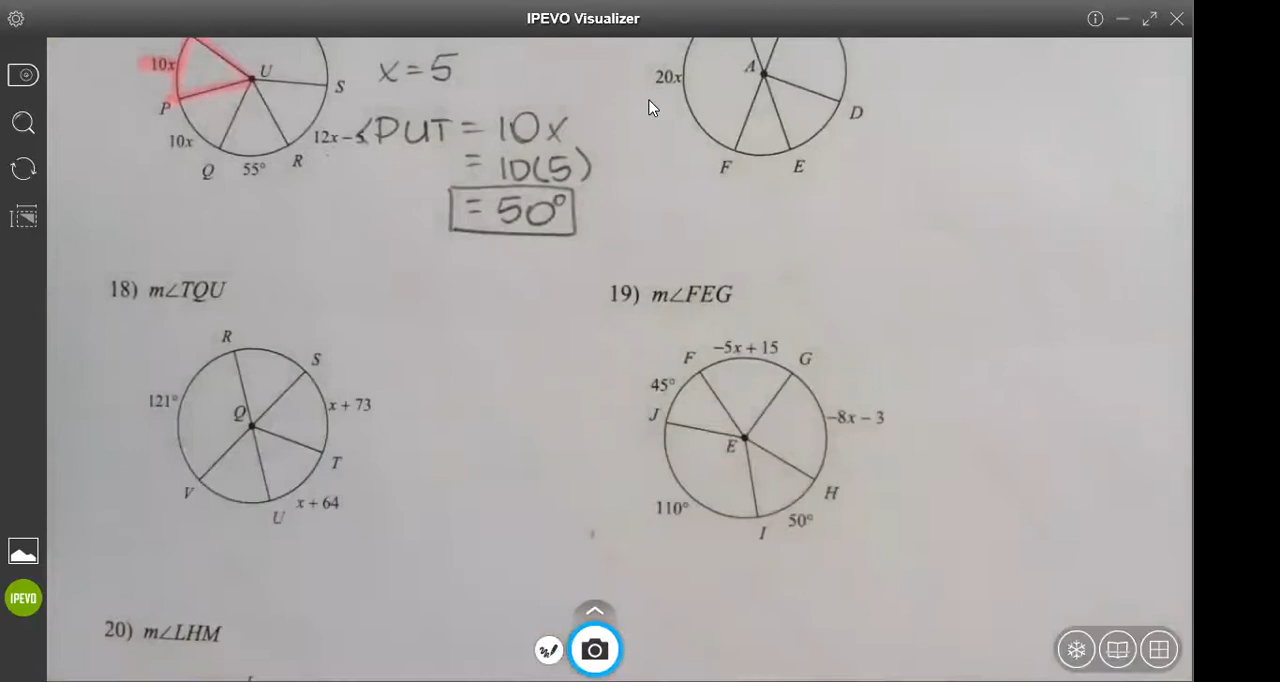 IPEVO Visualizer
10x
U
x = 5
S
P
20x
A
D
10x
12x – 5
∠PUT = 10x
= 10(5)
= 50°
Q
55°
R
F
E
18) m∠TQU
R
S
121°
x + 73
Q
T
V
x + 64
U
19) m∠FEG
–5x + 15
F
G
45°
J
–8x – 3
E
H
110°
50°
I
20) m∠LHM
IPEVO